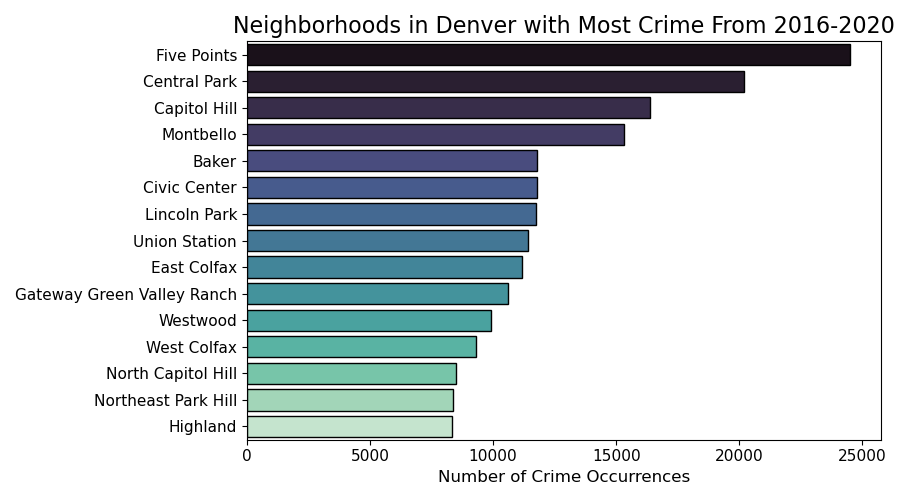 Neighborhoods in Denver with Most Crime From 2016-2020
Five Points
Central Park
Capitol Hill
Montbello
Baker
Civic Center
Lincoln Park
Union Station
East Colfax
Gateway Green Valley Ranch
Westwood
West Colfax
North Capitol Hill
Northeast Park Hill
Highland
0 5000 10000 15000 20000 25000
Number of Crime Occurrences